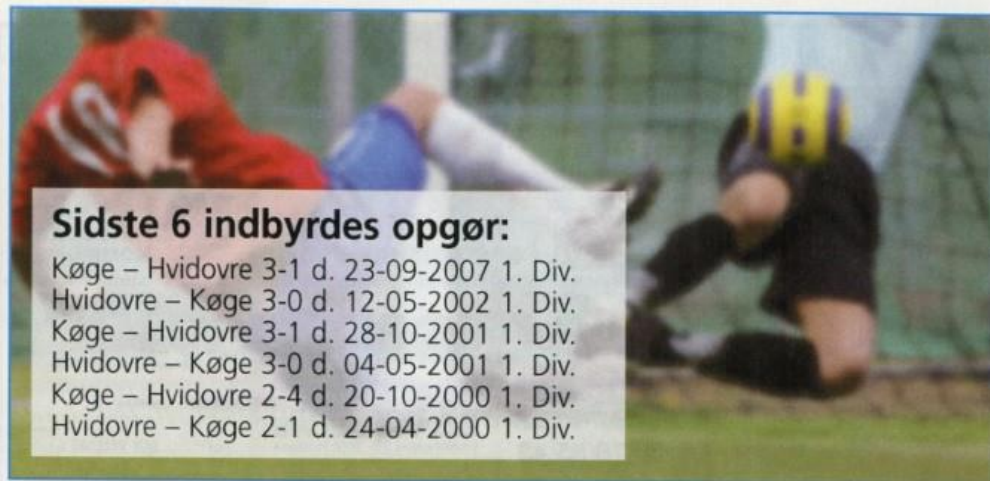 Sidste 6 indbyrdes opgør:
Køge – Hvidovre 3-1 d. 23-09-2007 1. Div.
Hvidovre – Køge 3-0 d. 12-05-2002 1. Div.
Køge – Hvidovre 3-1 d. 28-10-2001 1. Div.
Hvidovre – Køge 3-0 d. 04-05-2001 1. Div.
Køge – Hvidovre 2-4 d. 20-10-2000 1. Div.
Hvidovre – Køge 2-1 d. 24-04-2000 1. Div.
10